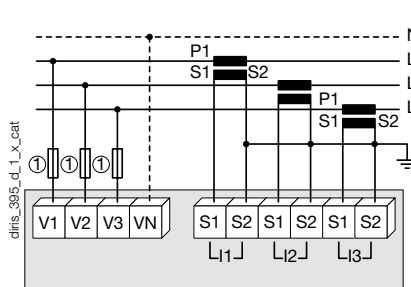 N
P1
L
S1 S2
L
P1
L
S1 S2
diris_395_d_1_x_cat
1 1 1
V1 V2 V3 VN S1 S2 S1 S2 S1 S2
I1 I2 I3